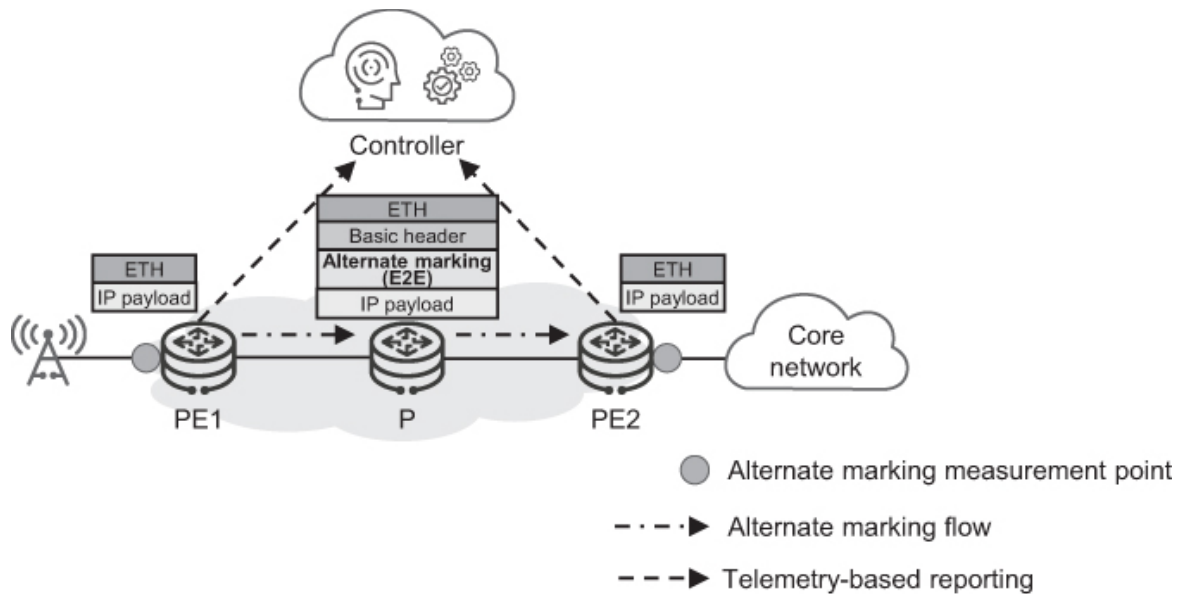 Controller
ETH
Basic header
Alternate marking
(E2E)
IP payload
ETH
IP payload
ETH
IP payload
Core
network
PE1
P
PE2
Alternate marking measurement point
Alternate marking flow
Telemetry-based reporting